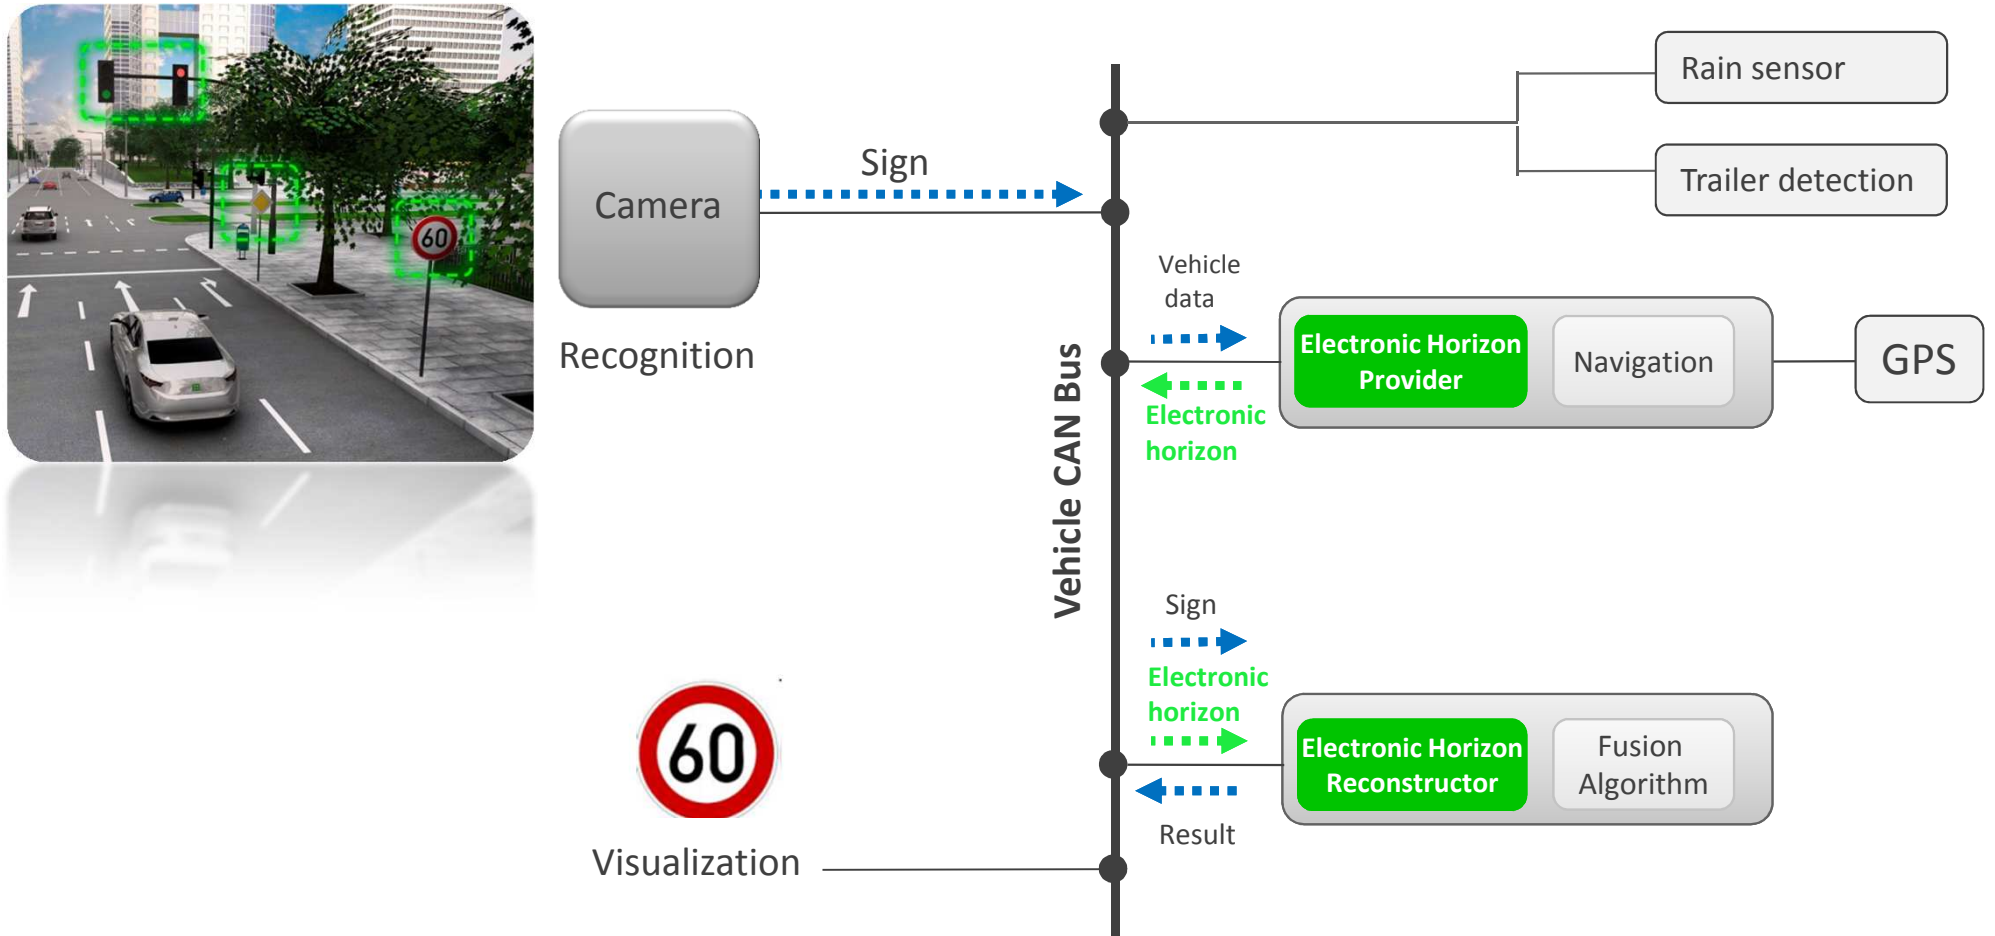 Rain sensor
Trailer detection
Sign
Camera
Recognition
60
Vehicle
data
Electronic
horizon
Electronic Horizon
Provider
Navigation
GPS
Vehicle CAN Bus
Sign
Electronic
horizon
Electronic Horizon
Reconstructor
Fusion
Algorithm
Result
60
Visualization